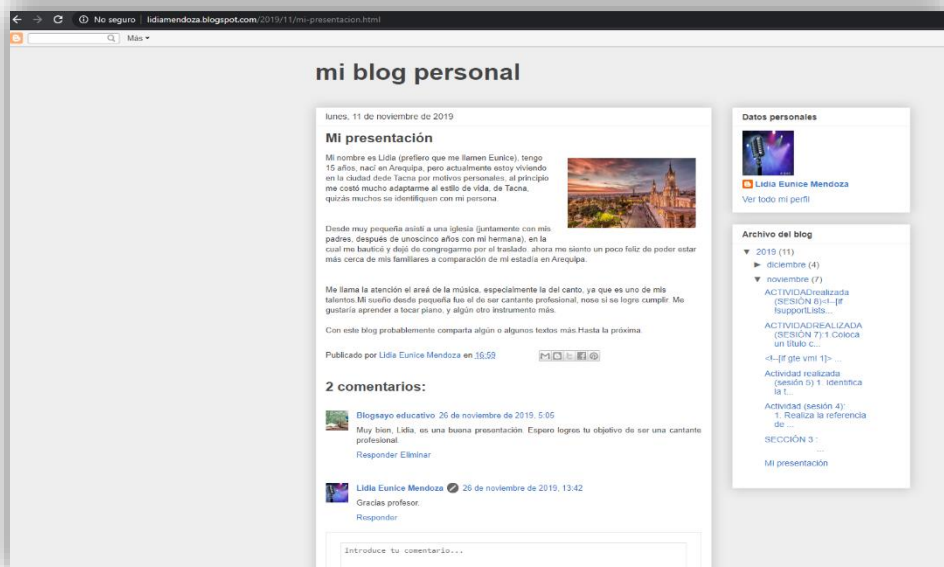 No seguro | lidiamendoza.blogspot.com/2019/11/mi-presentacion.html
Más
mi blog personal
lunes, 11 de noviembre de 2019
Mi presentación
Mi nombre es Lidia (prefiero que me llamen Eunice), tengo
15 años, nací en Arequipa, pero actualmente estoy viviendo
en la ciudad dede Tacna por motivos personales, al principio
me costó mucho adaptarme al estilo de vida, de Tacna,
quizás muchos se identifiquen con mi persona.
Desde muy pequeña asistí a una iglesia (juntamente con mis
padres, después de unoscinco años con mi hermana), en la
cual me bauticé y dejé de congregarme por el traslado. ahora me siento un poco feliz de poder estar
más cerca de mis familiares a comparación de mi estadía en Arequipa.
Me llama la atención el areá de la música, especialmente la del canto, ya que es uno de mis
talentos.Mi sueño desde pequeña fue el de ser cantante profesional, nose si se logre cumplir. Me
gustaría aprender a tocar piano, y algún otro instrumento más.
Con este blog probablemente comparta algún o algunos textos más.Hasta la próxima.
Publicado por Lidia Eunice Mendoza en 16:59
2 comentarios:
Blogsayo educativo 26 de noviembre de 2019, 5:05
Muy bien, Lidia, es una buena presentación. Espero logres tu objetivo de ser una cantante
profesional.
Responder Eliminar
Lidia Eunice Mendoza 26 de noviembre de 2019, 13:42
Gracias profesor.
Responder
Introduce tu comentario...
Datos personales
Lidia Eunice Mendoza
Ver todo mi perfil
Archivo del blog
▼ 2019 (11)
► diciembre (4)
▼ noviembre (7)
ACTIVIDADrealizada
(SESIÓN 8)<!--[if
!supportLists...
ACTIVIDADREALIZADA
(SESIÓN 7):1.Coloca
un título c...
<!--[if gte vml 1]> ...
Actividad realizada
(sesión 5) 1. Identifica
la t...
Actividad (sesión 4):
1. Realiza la referencia
de ...
SECCIÓN 3 :
...
Mi presentación